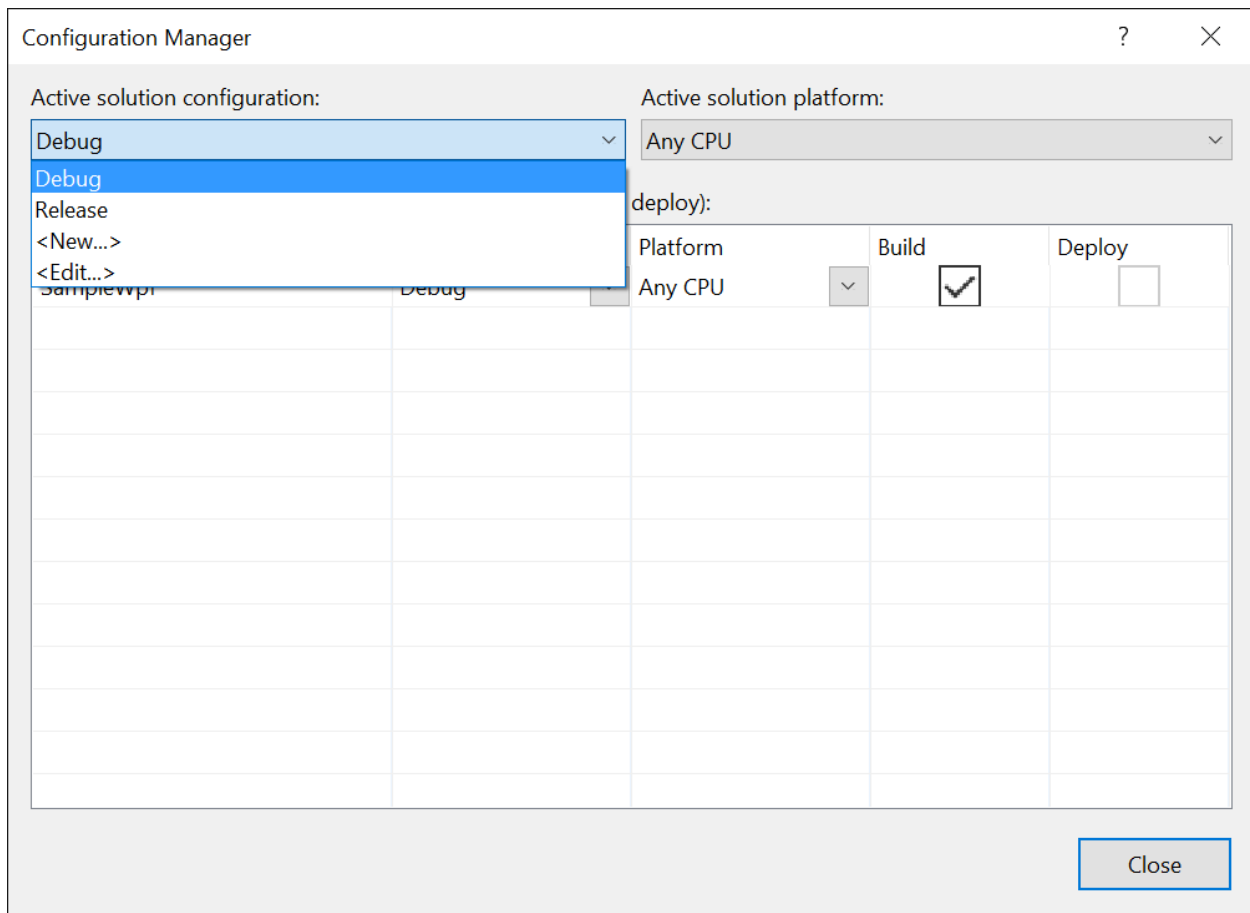 Configuration Manager ?
Active solution configuration: Active solution platform:
Debug Any CPU
Debug
Release deploy):
<New...> Platform Build Deploy
<Edit...>
Debug Any CPU
Close